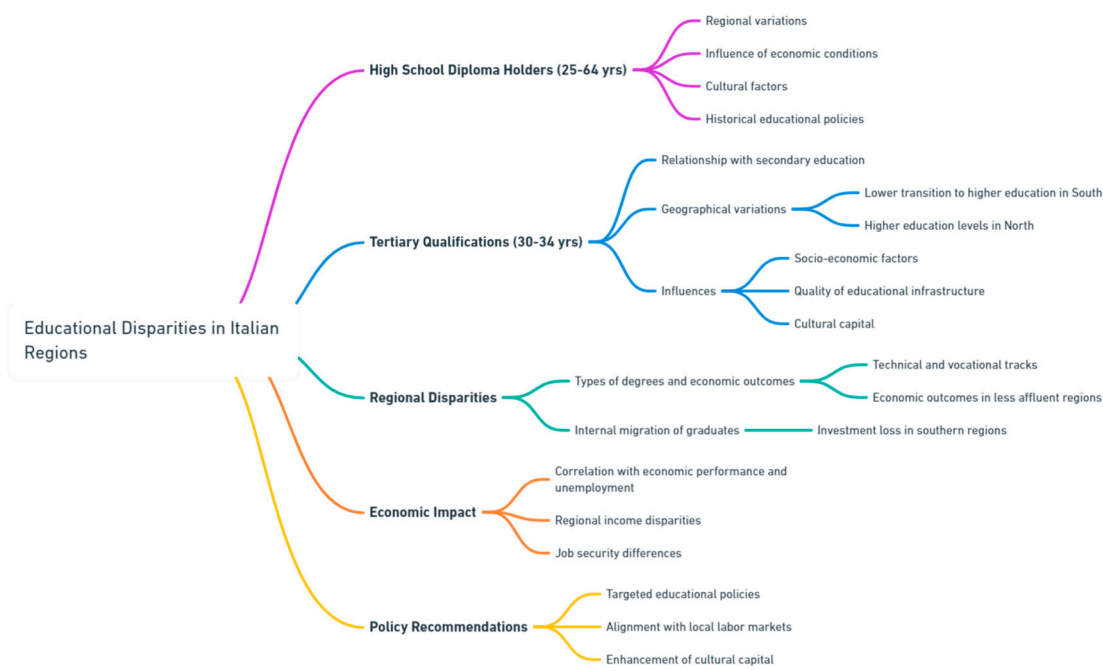 Educational Disparities in Italian
Regions
High School Diploma Holders (25-64 yrs)
Regional variations
Influence of economic conditions
Cultural factors
Historical educational policies
Tertiary Qualifications (30-34 yrs)
Relationship with secondary education
Geographical variations
Lower transition to higher education in South
Higher education levels in North
Influences
Socio-economic factors
Quality of educational infrastructure
Cultural capital
Regional Disparities
Types of degrees and economic outcomes
Technical and vocational tracks
Economic outcomes in less affluent regions
Internal migration of graduates
Investment loss in southern regions
Economic Impact
Correlation with economic performance and
unemployment
Regional income disparities
Job security differences
Policy Recommendations
Targeted educational policies
Alignment with local labor markets
Enhancement of cultural capital